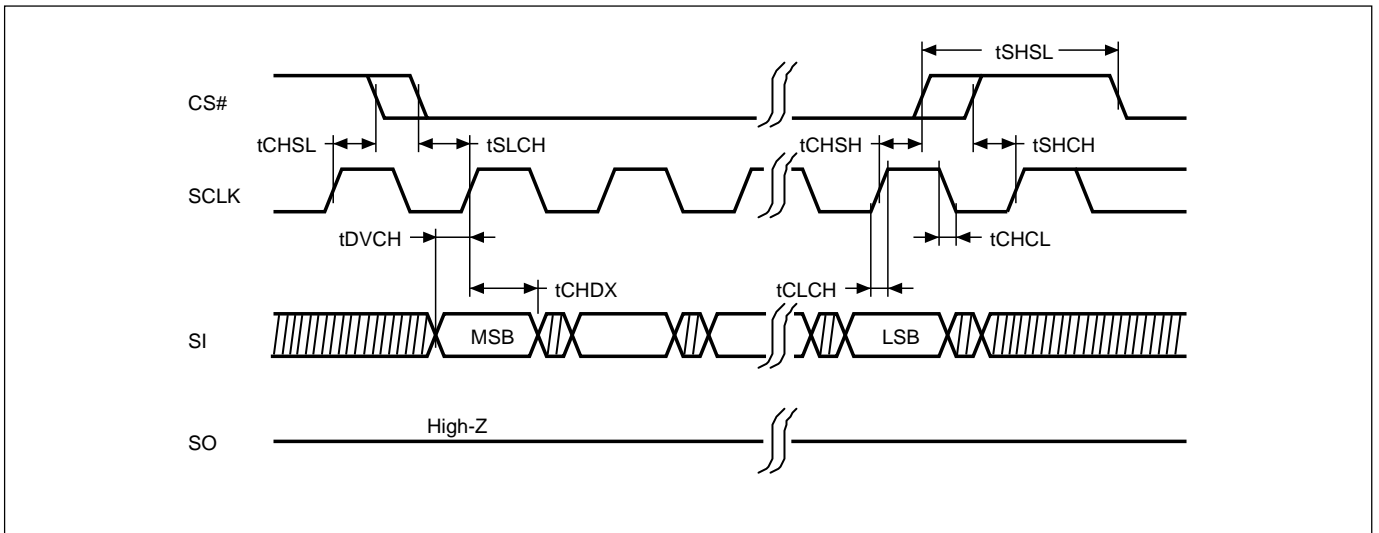 tSHSL
CS#
tCHSL
tSLCH
tCHSH
tSHCH
SCLK
tDVCH
tCHCL
tCHDX
tCLCH
SI
MSB
LSB
High-Z
SO